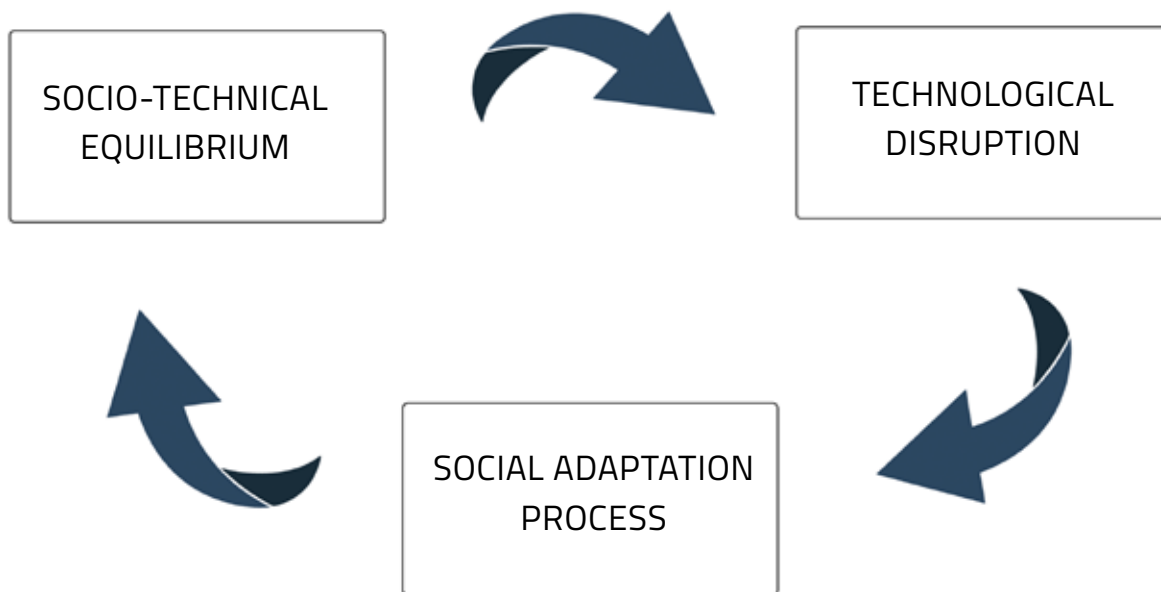 SOCIO-TECHNICAL
EQUILIBRIUM
TECHNOLOGICAL
DISRUPTION
SOCIAL ADAPTATION
PROCESS